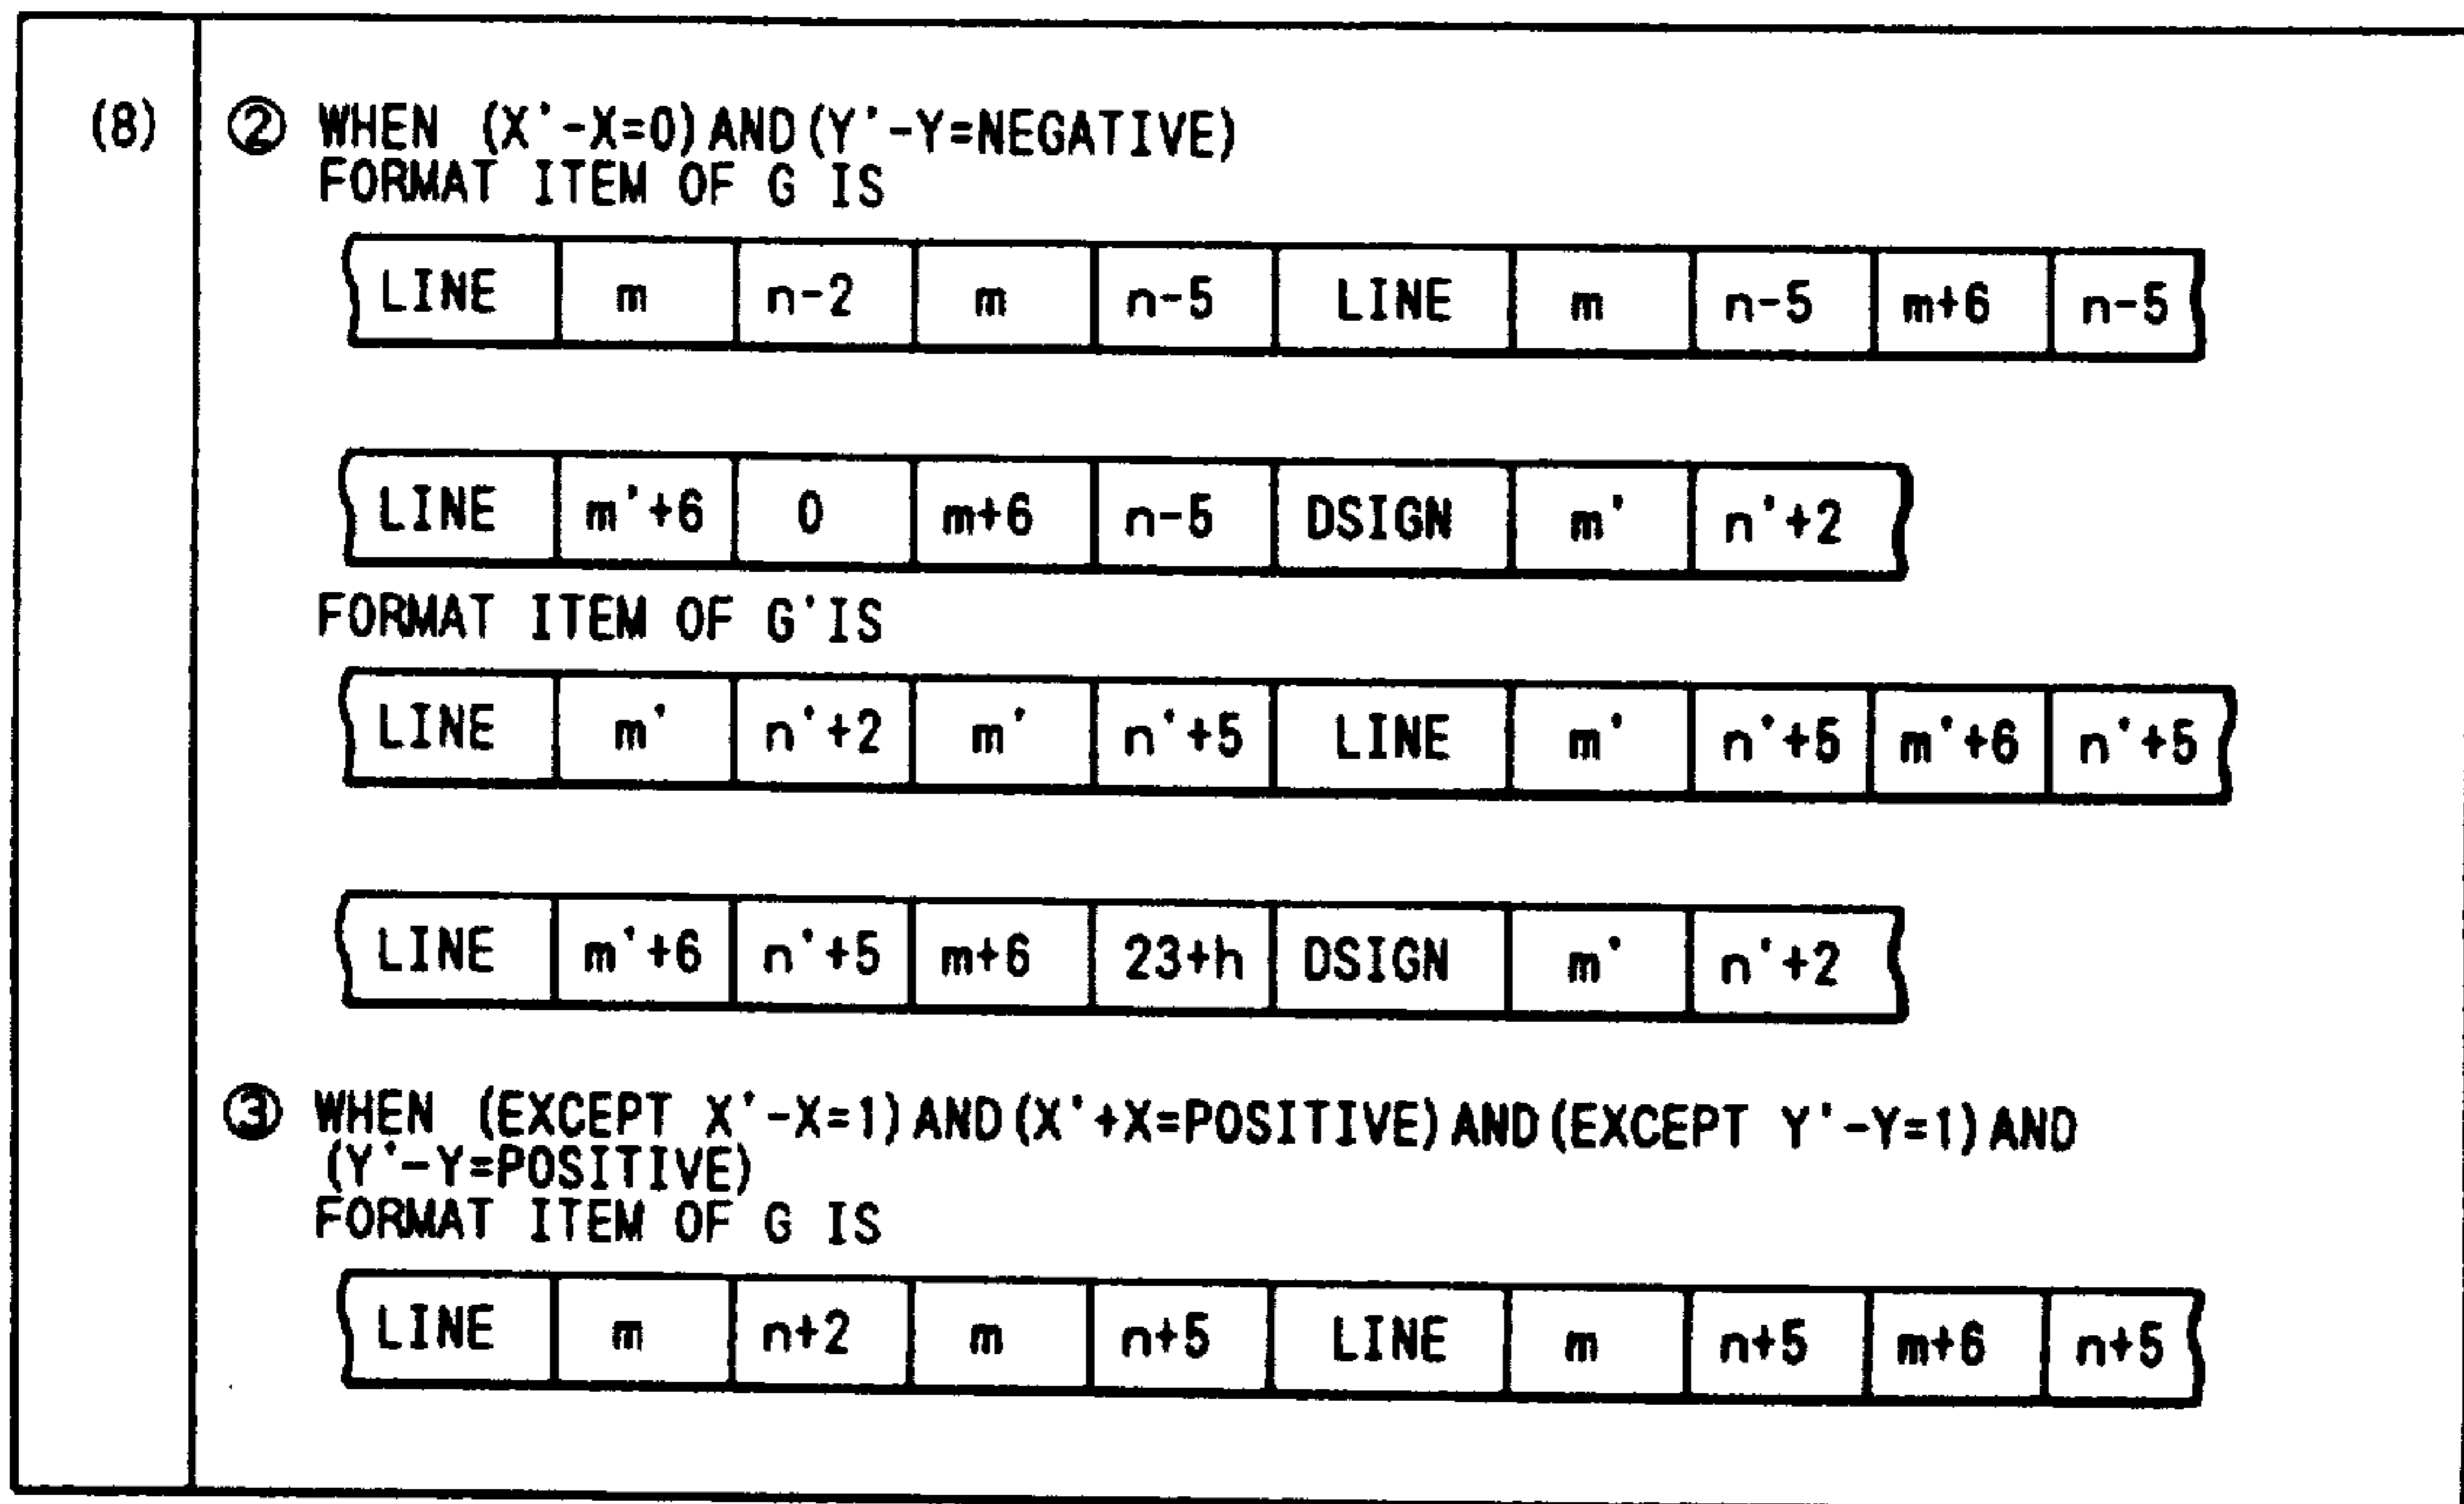 (8) ② WHEN (X'-X=0)AND(Y'-Y=NEGATIVE)
FORMAT ITEM OF G IS
LINE m n-2 m n-5 LINE m n-5 m+6 n-5
LINE m'+6 0 m+6 n-5 DSIGN m' n'+2
FORMAT ITEM OF G'IS
LINE m' n'+2 m' n'+5 LINE m' n'+5 m'+6 n'+5
LINE m'+6 n'+5 m+6 23+h DSIGN m' n'+2
③ WHEN (EXCEPT X'-X=1)AND(X'+X=POSITIVE)AND(EXCEPT Y'-Y=1)AND
(Y'-Y=POSITIVE)
FORMAT ITEM OF G IS
LINE m n+2 m n+5 LINE m n+5 m+6 n+5